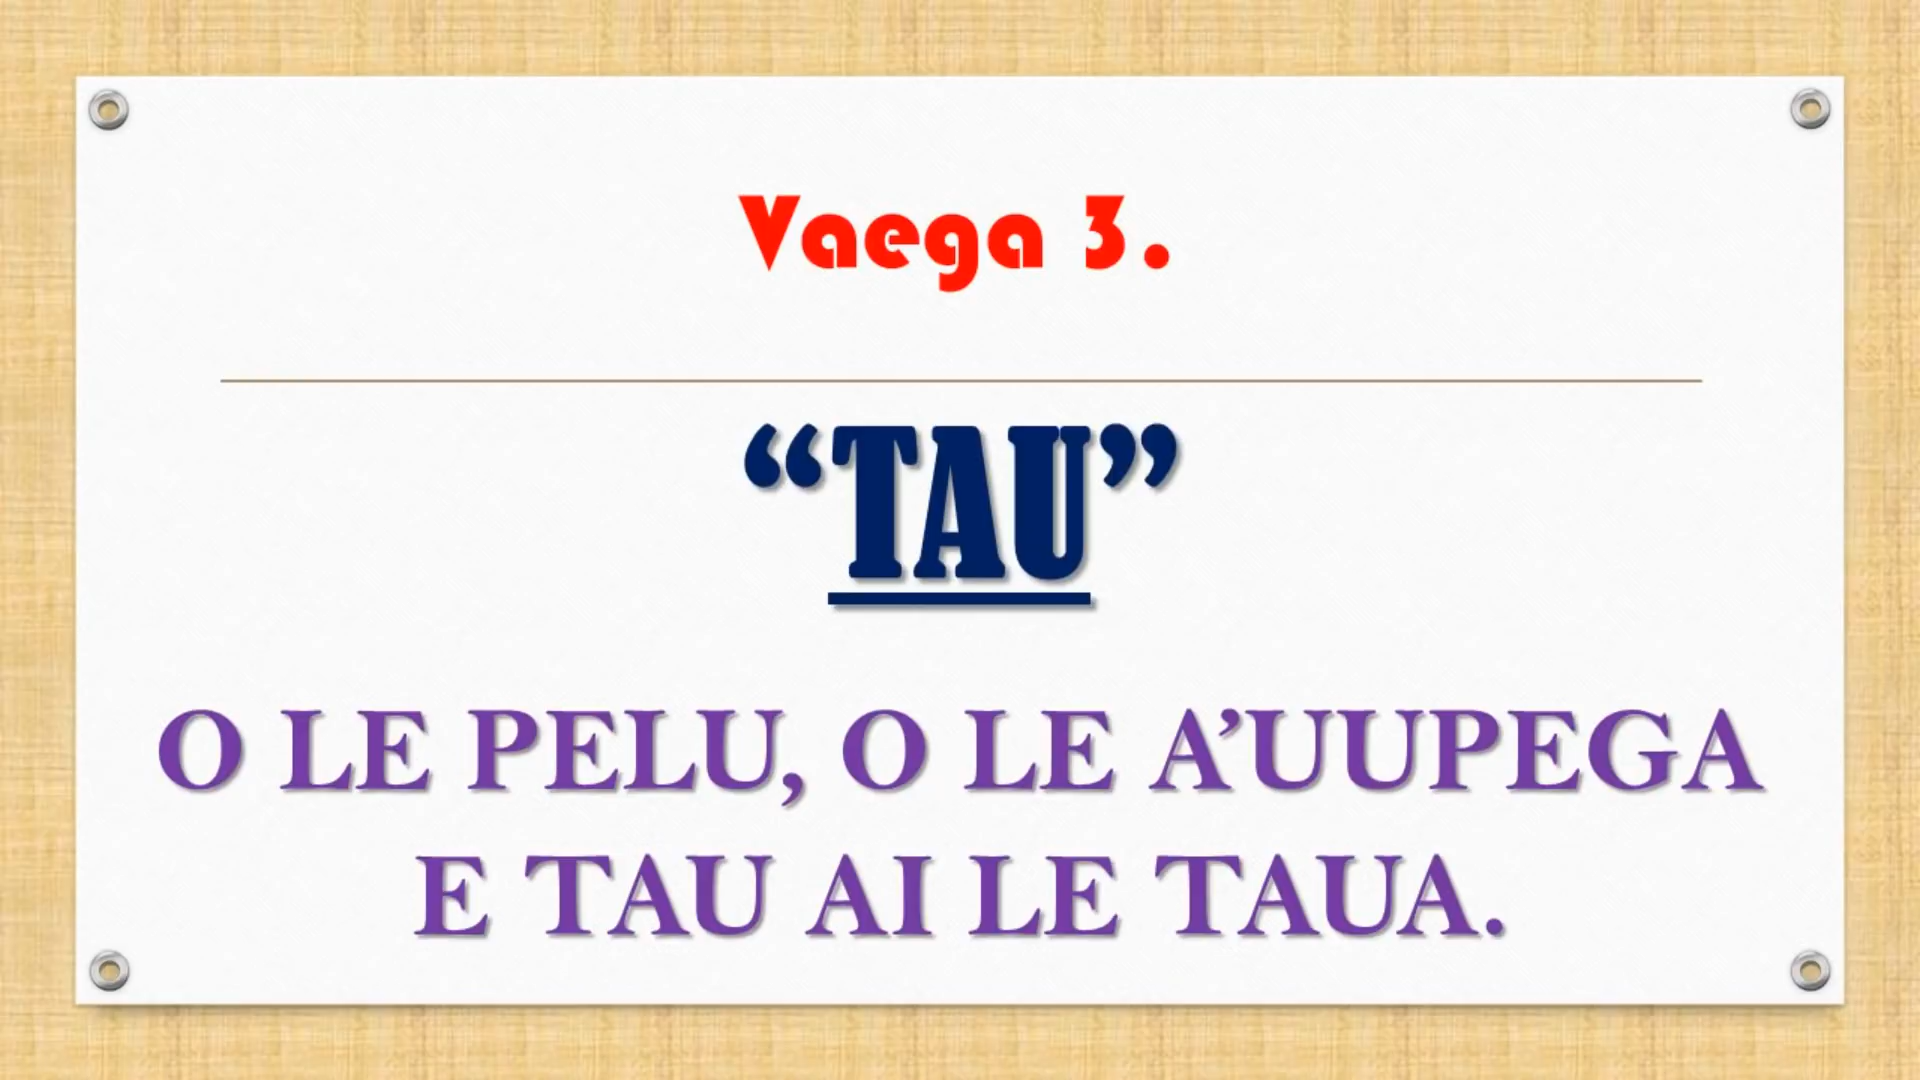 Vaega 3.
“TAU”
O LE PELU, O LE A’UUPEGA
E TAU AI LE TAUA.